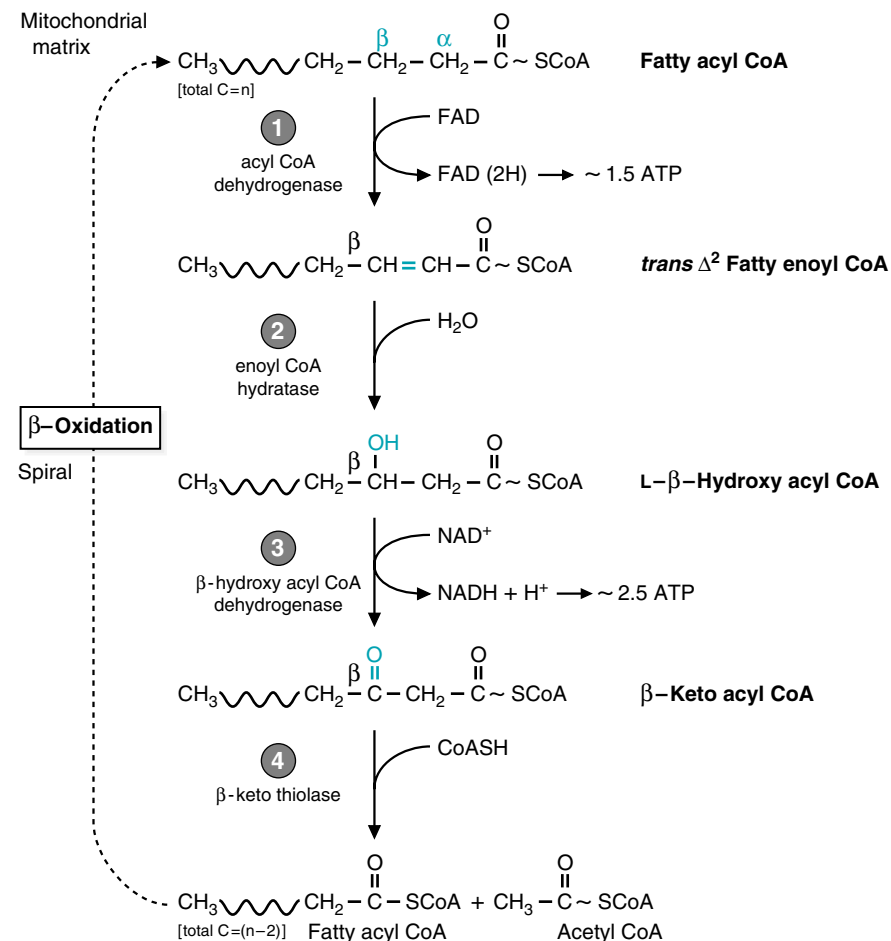 Mitochondrial
matrix
β α
O
CH₃ CH₂ – CH₂ – CH₂ – C ~ SCoA Fatty acyl CoA
[total C=n]
1
acyl CoA
dehydrogenase
FAD
FAD (2H) → ~ 1.5 ATP
β O
CH₃ CH₂ – CH = CH – C ~ SCoA trans Δ² Fatty enoyl CoA
2
enoyl CoA
hydratase
H₂O
β–Oxidation
Spiral
OH O
β
CH₃ CH₂ – CH – CH₂ – C ~ SCoA L–β–Hydroxy acyl CoA
3
β-hydroxy acyl CoA
dehydrogenase
NAD⁺
NADH + H⁺ → ~ 2.5 ATP
O O
β
CH₃ CH₂ – C – CH₂ – C ~ SCoA β–Keto acyl CoA
4
β-keto thiolase
CoASH
O O
CH₃ CH₂ – C – SCoA + CH₃ – C ~ SCoA
[total C=(n–2)] Fatty acyl CoA Acetyl CoA